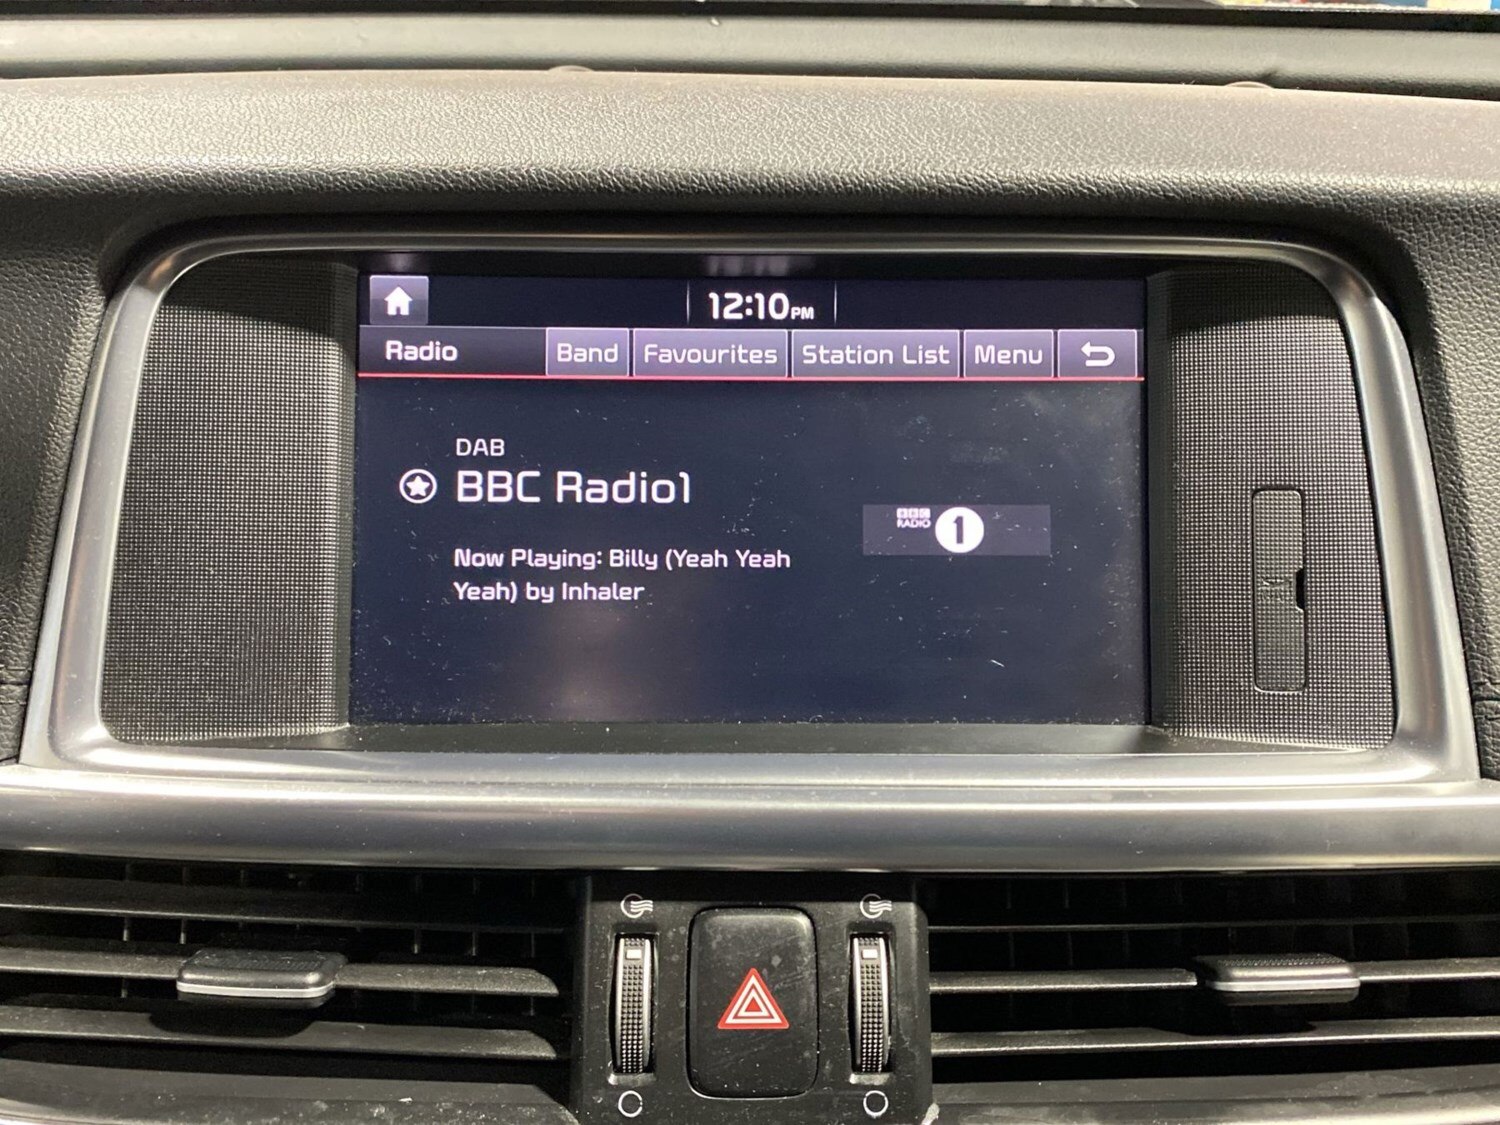 12:10PM
Radio Band Favourites Station List Menu
DAB
BBC Radio1
BBC RADIO 1
Now Playing: Billy (Yeah Yeah
Yeah) by Inhaler